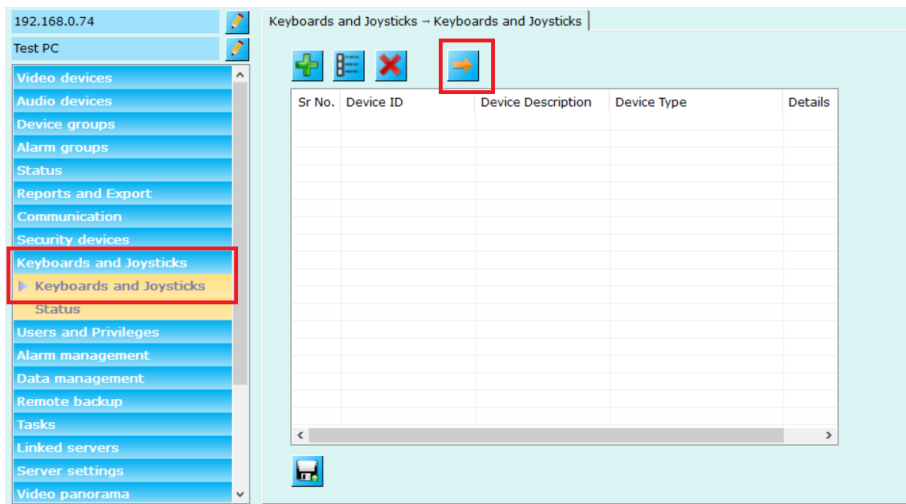 192.168.0.74
Test PC
Video devices
Audio devices
Device groups
Alarm groups
Status
Reports and Export
Communication
Security devices
Keyboards and Joysticks
Keyboards and Joysticks
Status
Users and Privileges
Alarm management
Data management
Remote backup
Tasks
Linked servers
Server settings
Video panorama
Keyboards and Joysticks → Keyboards and Joysticks
Sr No. Device ID Device Description Device Type Details